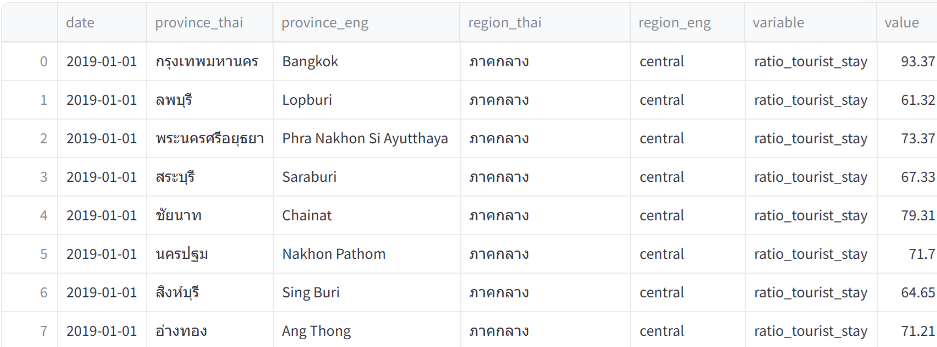 date province_thai province_eng region_thai region_eng variable value
0 2019-01-01 กรุงเทพมหานคร Bangkok ภาคกลาง central ratio_tourist_stay 93.37
1 2019-01-01 ลพบุรี Lopburi ภาคกลาง central ratio_tourist_stay 61.32
2 2019-01-01 พระนครศรีอยุธยา Phra Nakhon Si Ayutthaya ภาคกลาง central ratio_tourist_stay 73.37
3 2019-01-01 สระบุรี Saraburi ภาคกลาง central ratio_tourist_stay 67.33
4 2019-01-01 ชัยนาท Chainat ภาคกลาง central ratio_tourist_stay 79.31
5 2019-01-01 นครปฐม Nakhon Pathom ภาคกลาง central ratio_tourist_stay 71.7
6 2019-01-01 สิงห์บุรี Sing Buri ภาคกลาง central ratio_tourist_stay 64.65
7 2019-01-01 อ่างทอง Ang Thong ภาคกลาง central ratio_tourist_stay 71.21